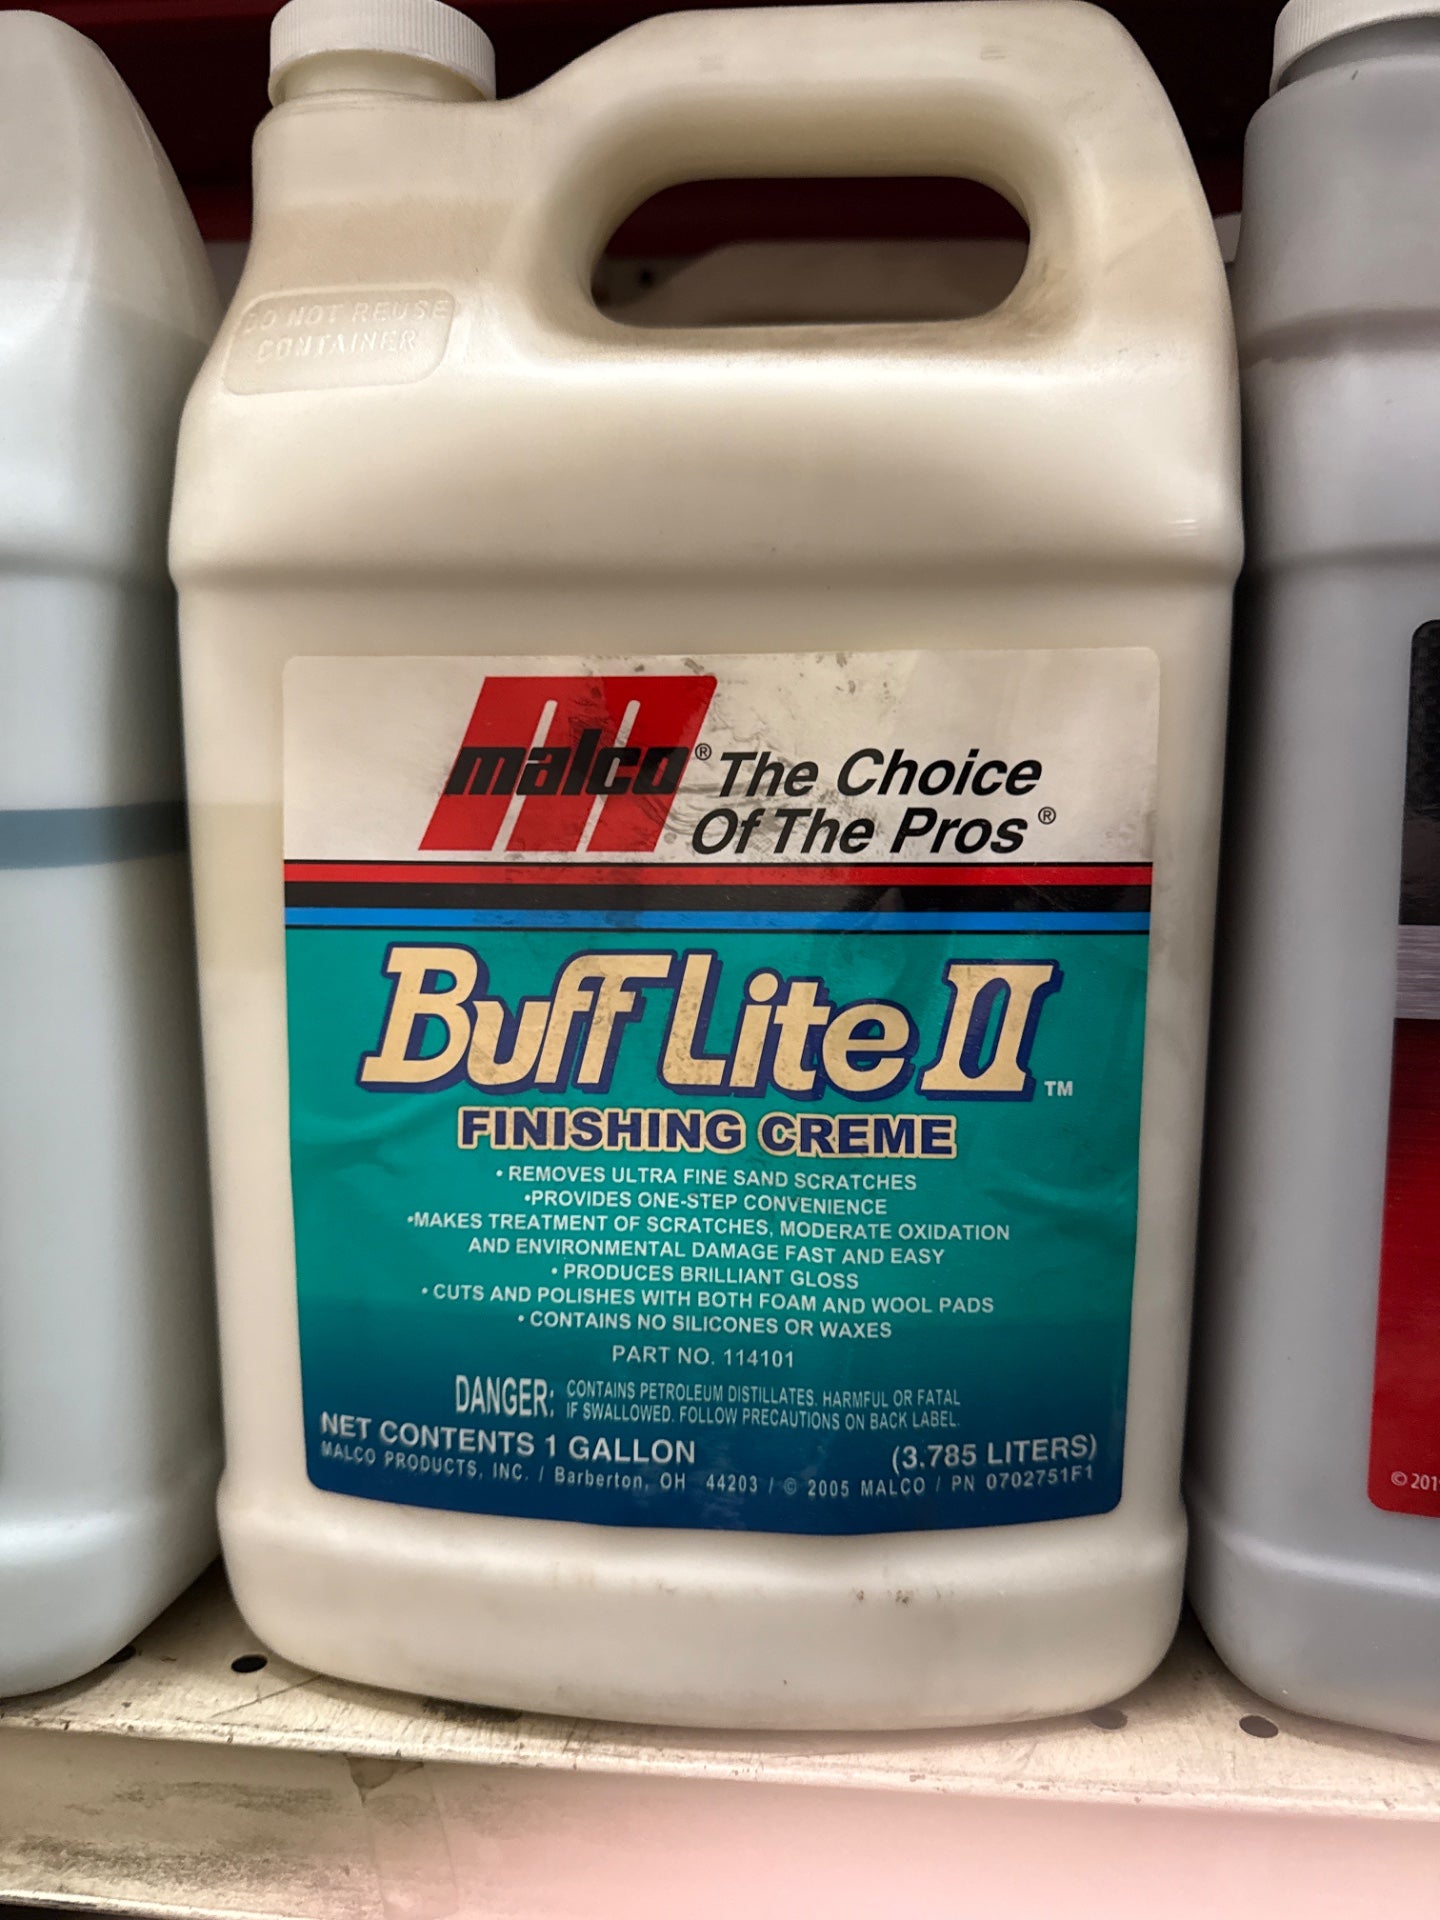 DO NOT REUSE
CONTAINER
malco® The Choice
Of The Pros®
Buff Lite II™
FINISHING CREME
• REMOVES ULTRA FINE SAND SCRATCHES
•PROVIDES ONE-STEP CONVENIENCE
•MAKES TREATMENT OF SCRATCHES, MODERATE OXIDATION
AND ENVIRONMENTAL DAMAGE FAST AND EASY
• PRODUCES BRILLIANT GLOSS
• CUTS AND POLISHES WITH BOTH FOAM AND WOOL PADS
• CONTAINS NO SILICONES OR WAXES
PART NO. 114101
DANGER: CONTAINS PETROLEUM DISTILLATES. HARMFUL OR FATAL
IF SWALLOWED. FOLLOW PRECAUTIONS ON BACK LABEL.
NET CONTENTS 1 GALLON (3.785 LITERS)
MALCO PRODUCTS, INC. / Barberton, OH 44203 / © 2005 MALCO / PN 0702751F1